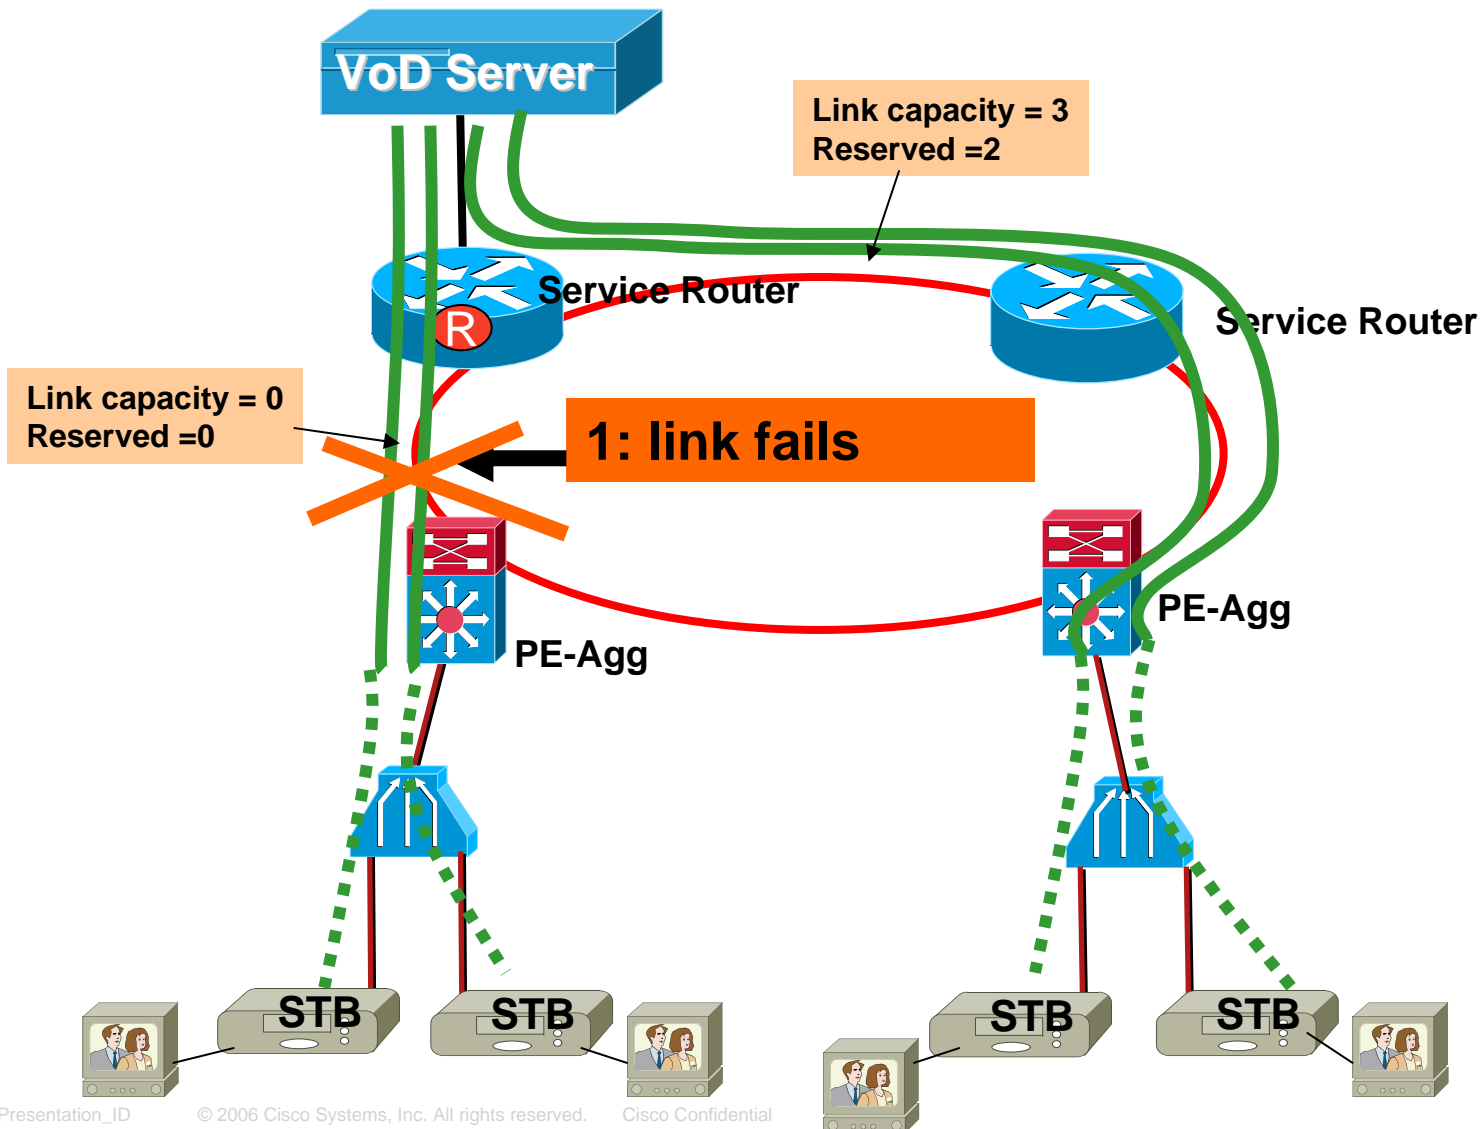 VoD Server
Link capacity = 3
Reserved =2
Service Router
R
Service Router
Link capacity = 0
Reserved =0
1: link fails
PE-Agg
PE-Agg
STB
STB
STB
STB
Presentation_ID
© 2006 Cisco Systems, Inc. All rights reserved.
Cisco Confidential